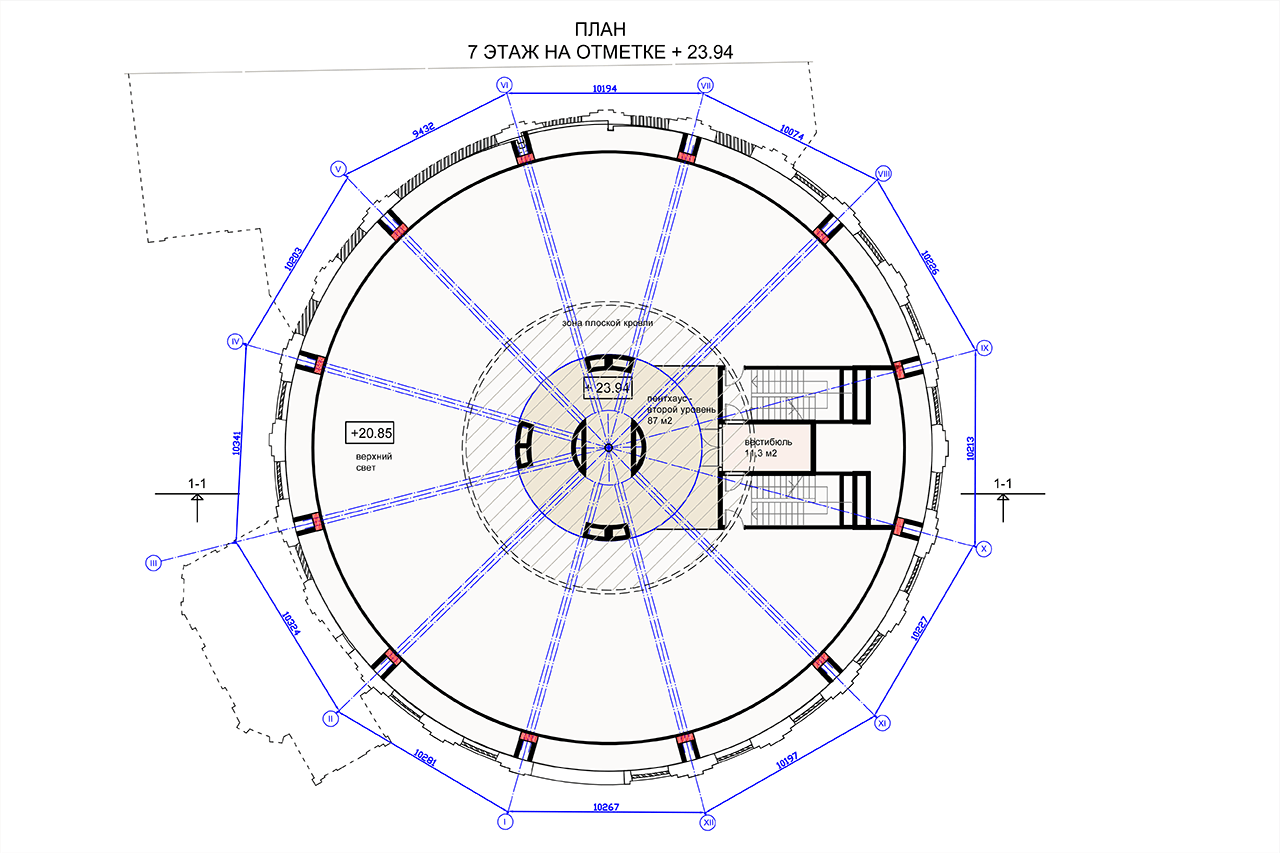 ПЛАН
7 ЭТАЖ НА ОТМЕТКЕ + 23.94
VI
10194
VII
9432
10074
V
VIII
10203
10226
зона плоской кровли
IV
IX
+ 23.94
пентхаус -
второй уровень
87 м2
+20.85
верхний
свет
вестибюль
11,3 м2
10341
10213
1-1
1-1
III
X
10324
10227
II
XI
10281
10197
10267
I
XII